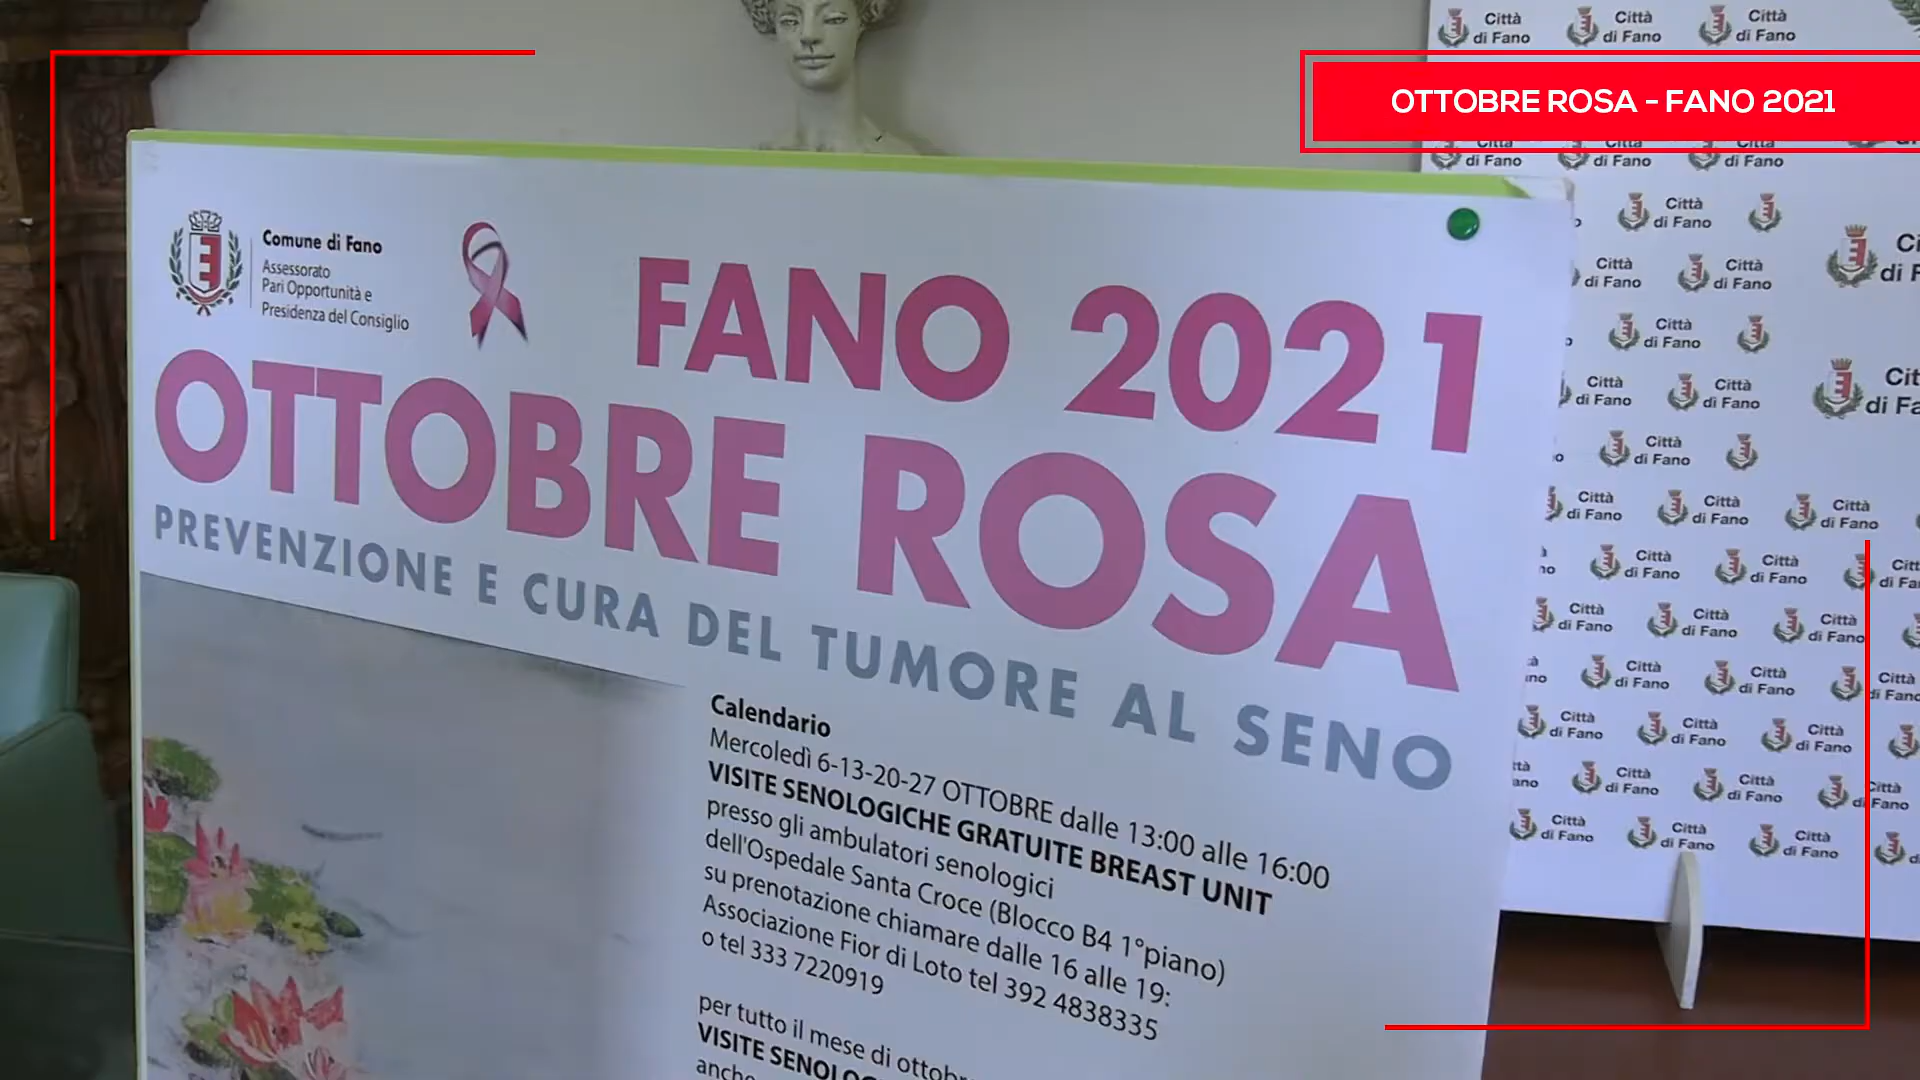 OTTOBRE ROSA - FANO 2021
Comune di Fano
Assessorato
Pari Opportunità e
Presidenza del Consiglio
FANO 2021
OTTOBRE ROSA
PREVENZIONE E CURA DEL TUMORE AL SENO
Calendario
Mercoledì 6-13-20-27 OTTOBRE dalle 13:00 alle 16:00
VISITE SENOLOGICHE GRATUITE BREAST UNIT
presso gli ambulatori senologici
dell'Ospedale Santa Croce (Blocco B4 1°piano)
su prenotazione chiamare dalle 16 alle 19:
Associazione Fior di Loto tel 392 4838335
o tel 333 7220919
per tutto il mese di
VISITE
Città
di Fano